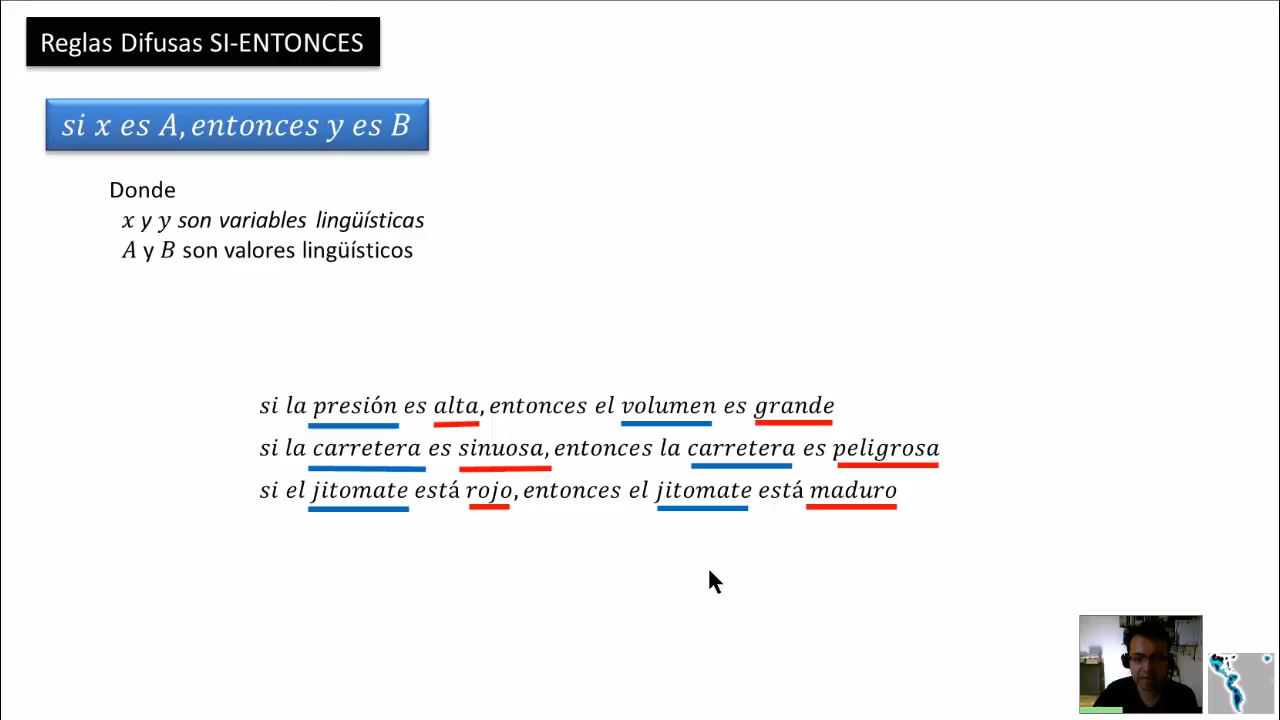 Reglas Difusas SI-ENTONCES
si x es A, entonces y es B
Donde
x y y son variables lingüísticas
A y B son valores lingüísticos
si la presión es alta, entonces el volumen es grande
si la carretera es sinuosa, entonces la carretera es peligrosa
si el jitomate está rojo, entonces el jitomate está maduro